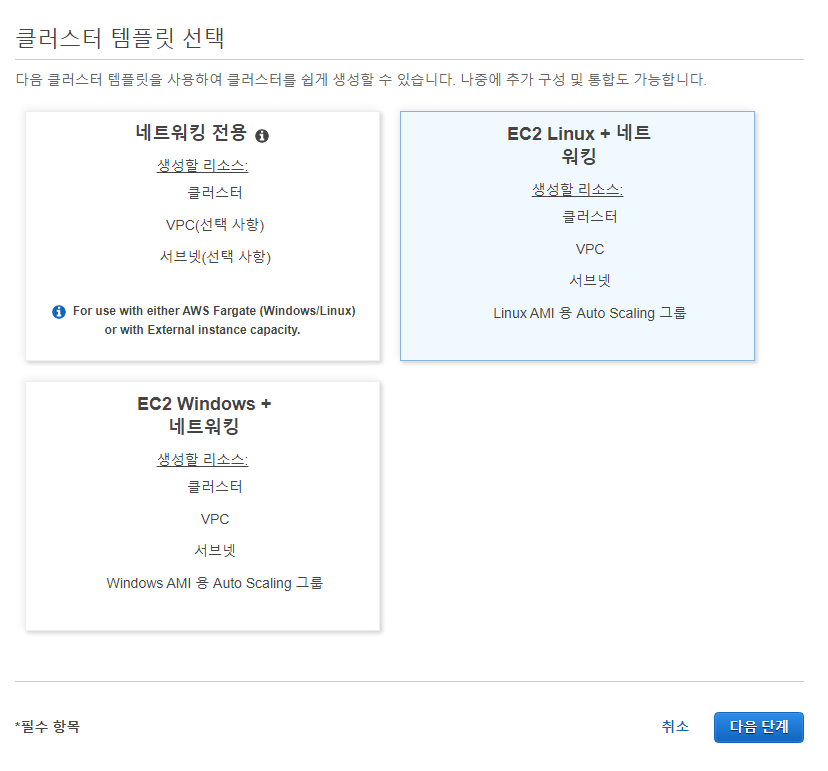 클러스터 템플릿 선택
다음 클러스터 템플릿을 사용하여 클러스터를 쉽게 생성할 수 있습니다. 나중에 추가 구성 및 통합도 가능합니다.
네트워킹 전용
생성할 리소스:
클러스터
VPC(선택 사항)
서브넷(선택 사항)
For use with either AWS Fargate (Windows/Linux)
or with External instance capacity.
EC2 Linux + 네트
워킹
생성할 리소스:
클러스터
VPC
서브넷
Linux AMI 용 Auto Scaling 그룹
EC2 Windows +
네트워킹
생성할 리소스:
클러스터
VPC
서브넷
Windows AMI 용 Auto Scaling 그룹
*필수 항목
취소
다음 단계